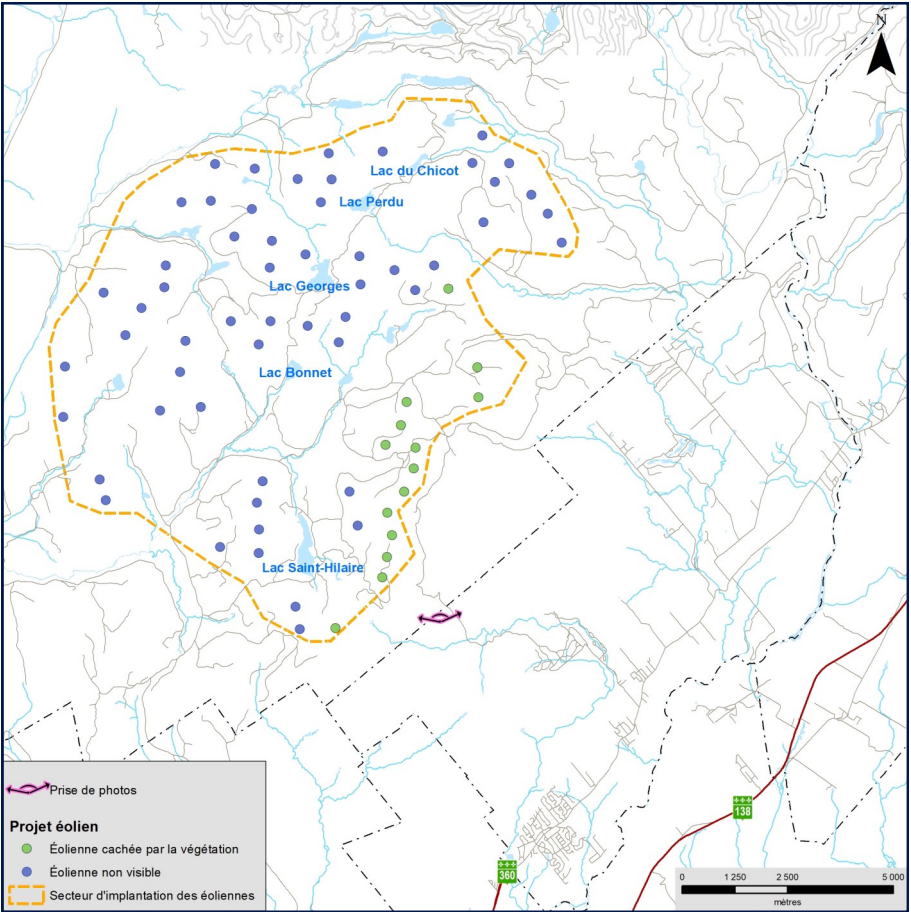 N
Lac du Chicot
Lac Perdu
Lac Georges
Lac Bonnet
Lac Saint-Hilaire
138
360
Prise de photos
Projet éolien
Éolienne cachée par la végétation
Éolienne non visible
Secteur d'implantation des éoliennes
0 1 250 2 500 5 000
mètres